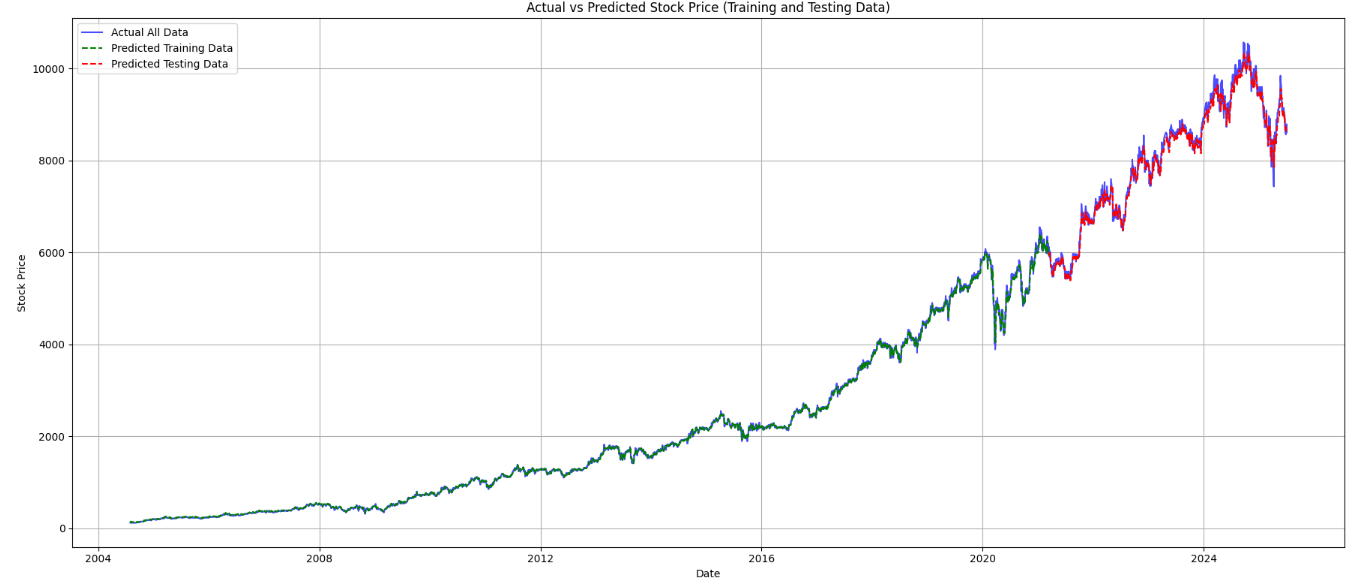 Actual vs Predicted Stock Price (Training and Testing Data)
Actual All Data
Predicted Training Data
Predicted Testing Data
10000
8000
6000
4000
2000
0
Stock Price
2004 2008 2012 2016 2020 2024
Date